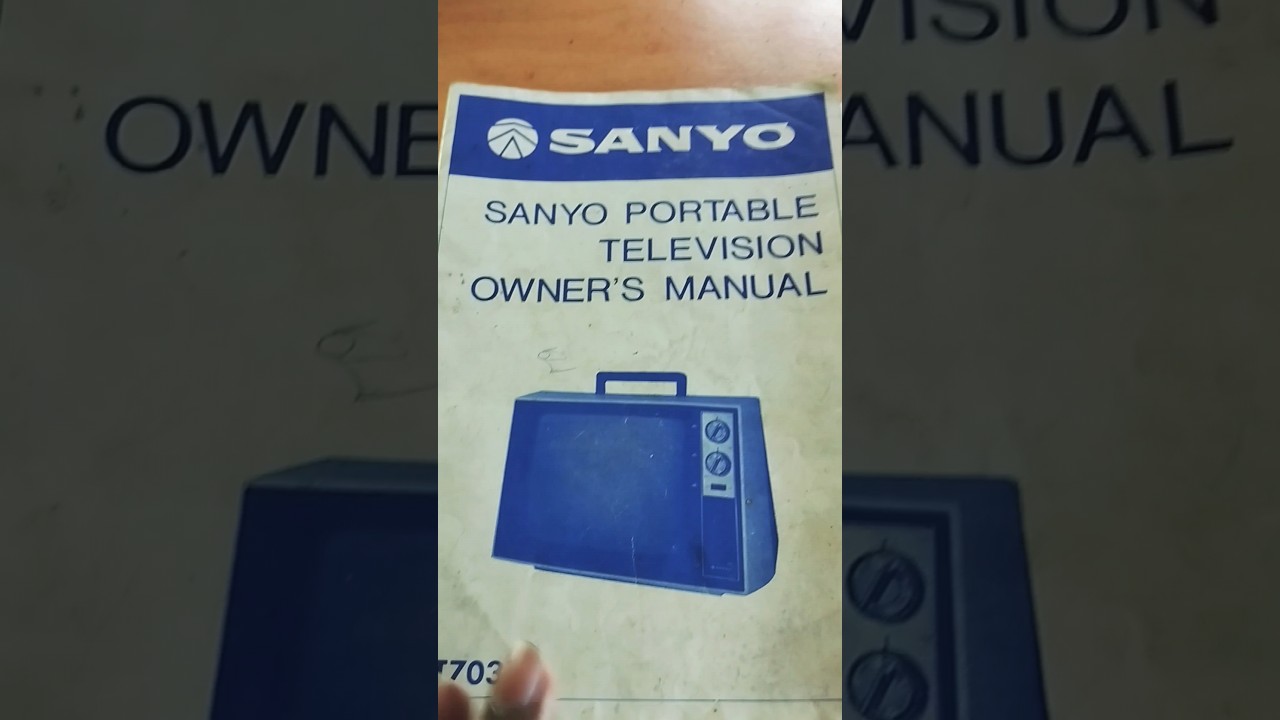 SANYO
SANYO PORTABLE
TELEVISION
OWNER'S MANUAL